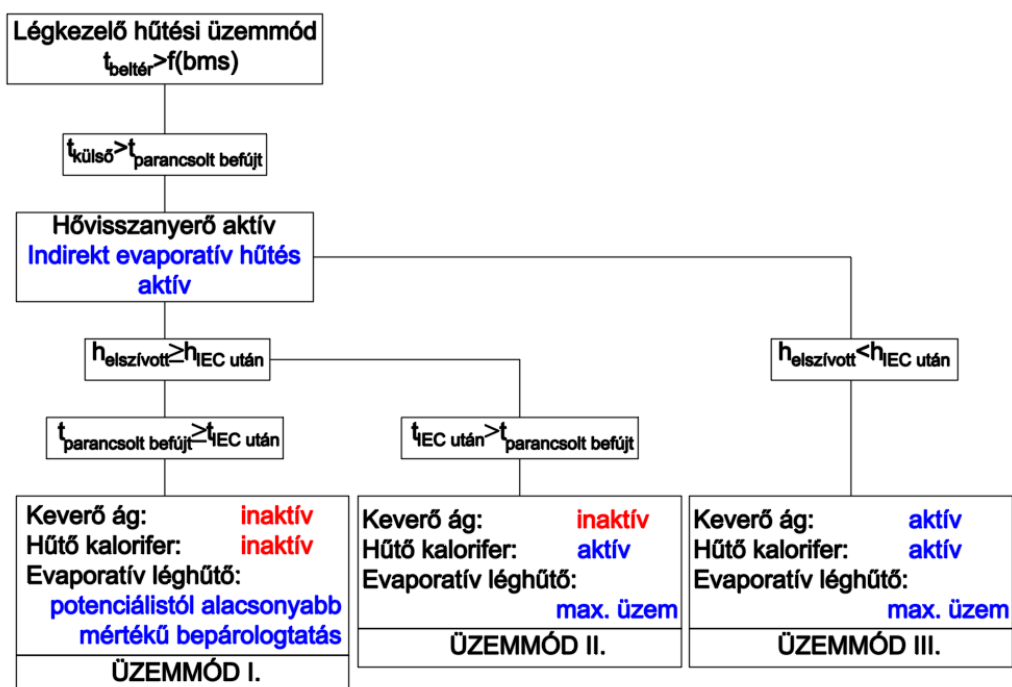 Légkezelő hűtési üzemmód
tbeltér>f(bms)
tkülső>tparancsolt befújt
Hővisszanyerő aktív
Indirekt evaporatív hűtés
aktív
helszívott≥hIEC után
helszívott<hIEC után
tparancsolt befújt≥tIEC után
tIEC után>tparancsolt befújt
Keverő ág: inaktív
Hűtő kalorifer: inaktív
Evaporatív léghűtő:
potenciálistól alacsonyabb
mértékű bepárologtatás
ÜZEMMÓD I.
Keverő ág: inaktív
Hűtő kalorifer: aktív
Evaporatív léghűtő:
max. üzem
ÜZEMMÓD II.
Keverő ág: aktív
Hűtő kalorifer: aktív
Evaporatív léghűtő:
max. üzem
ÜZEMMÓD III.